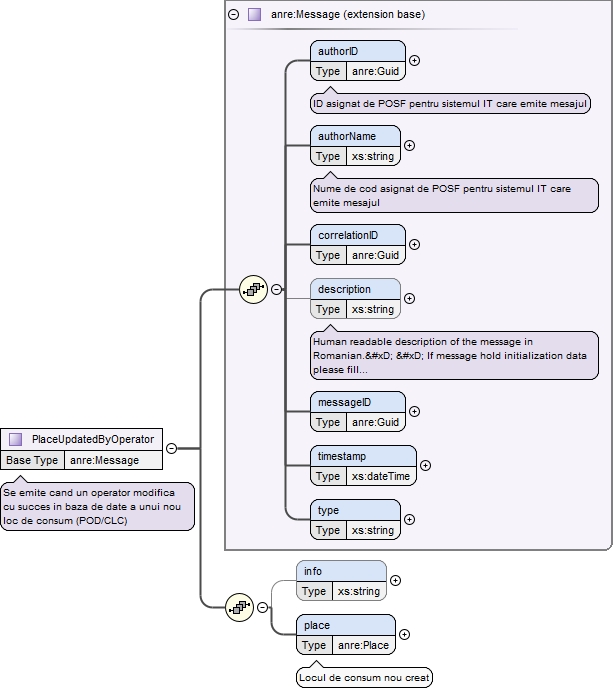 anre:Message (extension base)
authorID
Type anre:Guid
ID asignat de POSF pentru sistemul IT care emite mesajul
authorName
Type xs:string
Nume de cod asignat de POSF pentru sistemul IT care
emite mesajul
correlationID
Type anre:Guid
description
Type xs:string
Human readable description of the message in
Romanian.&#xD; &#xD; If message hold initialization data
please fill...
messageID
Type anre:Guid
timestamp
Type xs:dateTime
type
Type xs:string
PlaceUpdatedByOperator
Base Type anre:Message
Se emite cand un operator modifica
cu succes in baza de date a unui nou
loc de consum (POD/CLC)
info
Type xs:string
place
Type anre:Place
Locul de consum nou creat